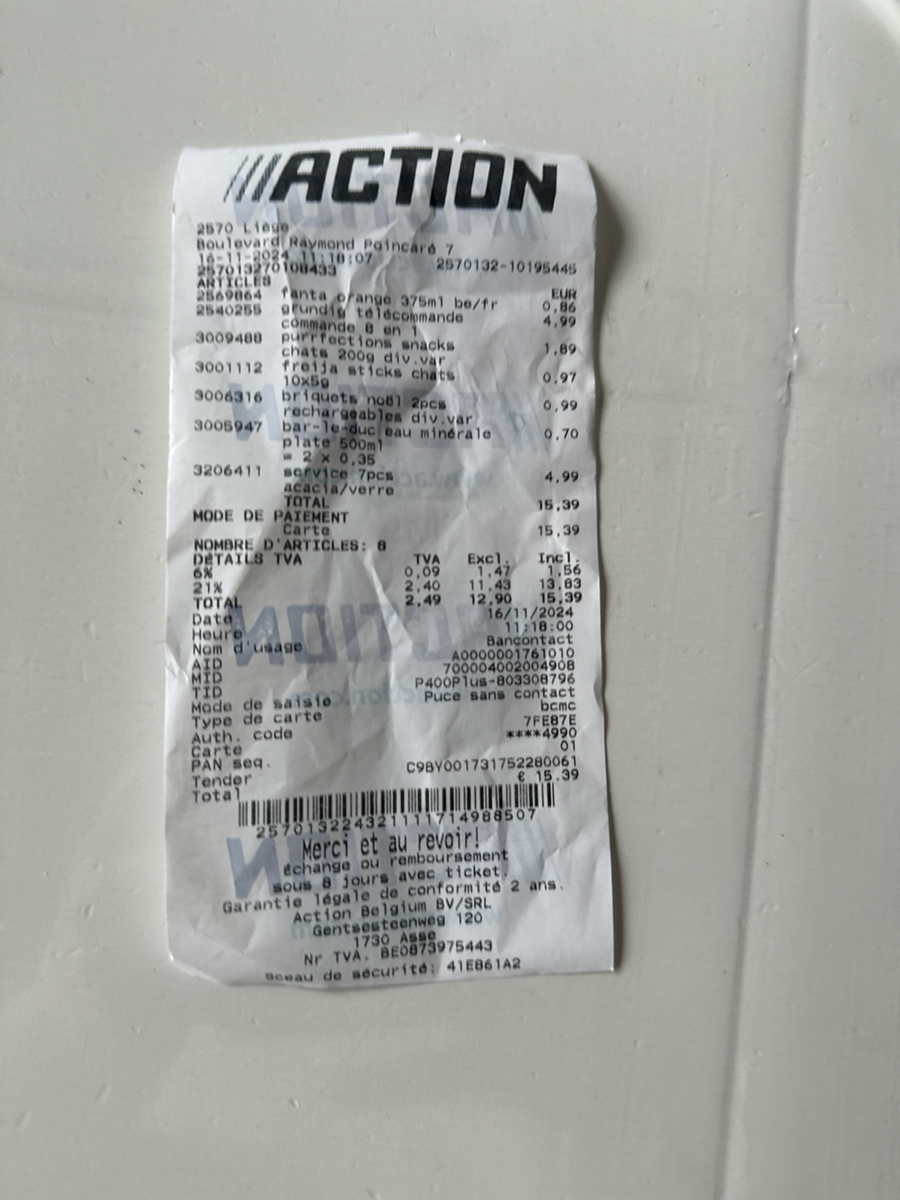 ///ACTION
2570 Liège
Boulevard Raymond Poincaré 7
16-11-2024 11:18:07 2570132-10195445
257013270108433
ARTICLES EUR
2569864 fanta orange 375ml be/fr 0,86
2540255 grundig télécommande 4,99
commande 8 en 1
3009488 purrfections snacks 1,89
chats 200g div.var
3001112 freija sticks chats 0,97
10x5g
3006316 briquets noël 2pcs 0,99
rechargeables div.var
3005947 bar-le-duc eau minérale 0,70
plate 500ml
= 2 x 0,35
3206411 service 7pcs 4,99
acacia/verre
TOTAL 15,39
MODE DE PAIEMENT
Carte 15,39
NOMBRE D'ARTICLES: 8
DÉTAILS TVA TVA Excl. Incl.
6% 0,09 1,47 1,56
21% 2,40 11,43 13,83
TOTAL 2,49 12,90 15,39
Date 16/11/2024
Heure 11:18:00
Nom d'usage Bancontact
AID A0000001761010
MID 700004002004908
TID P400Plus-803308796
Mode de saisie Puce sans contact
Type de carte bcmc
Auth. code 7FE87E
Carte ****4990
PAN seq. 01
Tender C9BY001731752280061
Total € 15.39
2570132243211111714988507
Merci et au revoir!
échange ou remboursement
sous 8 jours avec ticket.
Garantie légale de conformité 2 ans.
Action Belgium BV/SRL
Gentsesteenweg 120
1730 Asse
Nr TVA. BE0873975443
Sceau de sécurité: 41E861A2